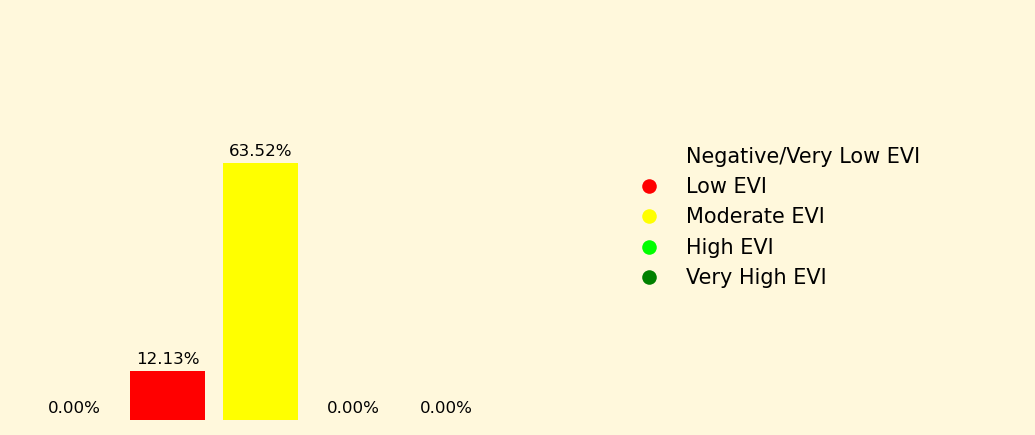 63.52%
12.13%
0.00%
0.00%
0.00%
Negative/Very Low EVI
Low EVI
Moderate EVI
High EVI
Very High EVI